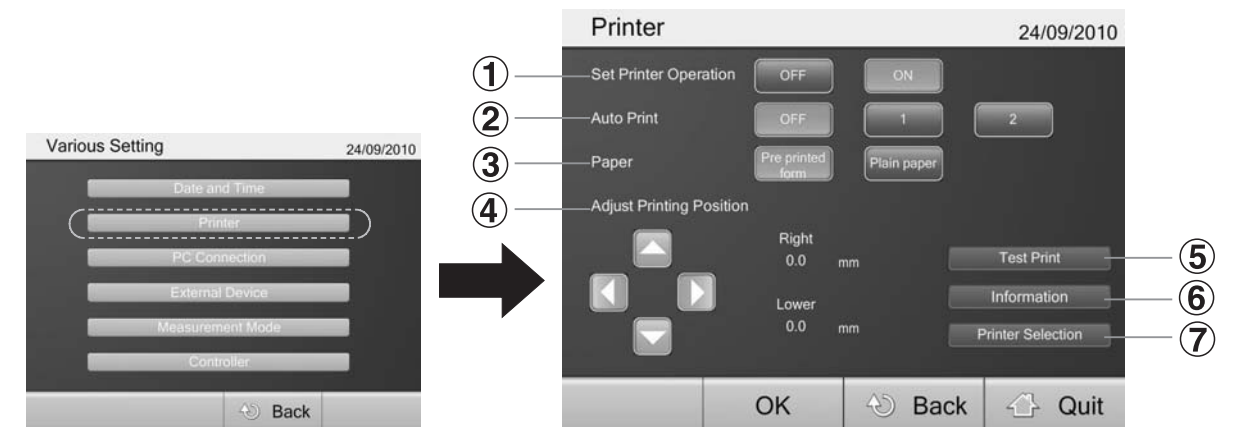 Various Setting
24/09/2010
Date and Time
Printer
PC Connection
External Device
Measurement Mode
Controller
Back
Printer
24/09/2010
① Set Printer Operation OFF ON
② Auto Print OFF 1 2
③ Paper Pre printed form Plain paper
④ Adjust Printing Position
Right
0.0 mm
Lower
0.0 mm
Test Print ⑤
Information ⑥
Printer Selection ⑦
OK Back Quit